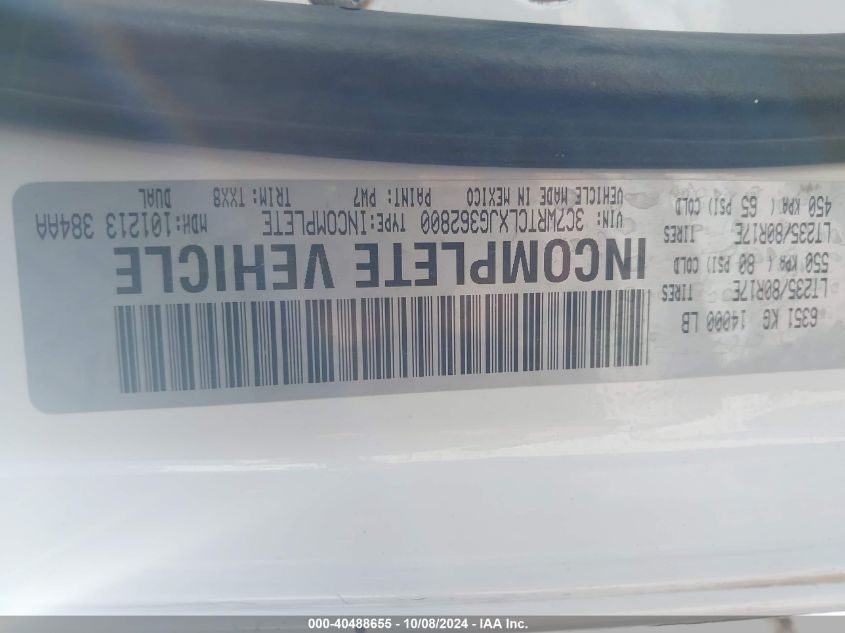 6351 KG 14000 LB
LT235/80R17E TIRES
550 KPA ( 80 PSI) COLD
LT235/80R17E TIRES
450 KPA ( 65 PSI) COLD
INCOMPLETE VEHICLE
VIN: 3C7WRTCLXJG362800 TYPE:INCOMPLETE MDH:101213 384AA
VEHICLE MADE IN MEXICO PAINT: PW7 TRIM: TXX8 DUAL
000-40488655 - 10/08/2024 - IAA Inc.